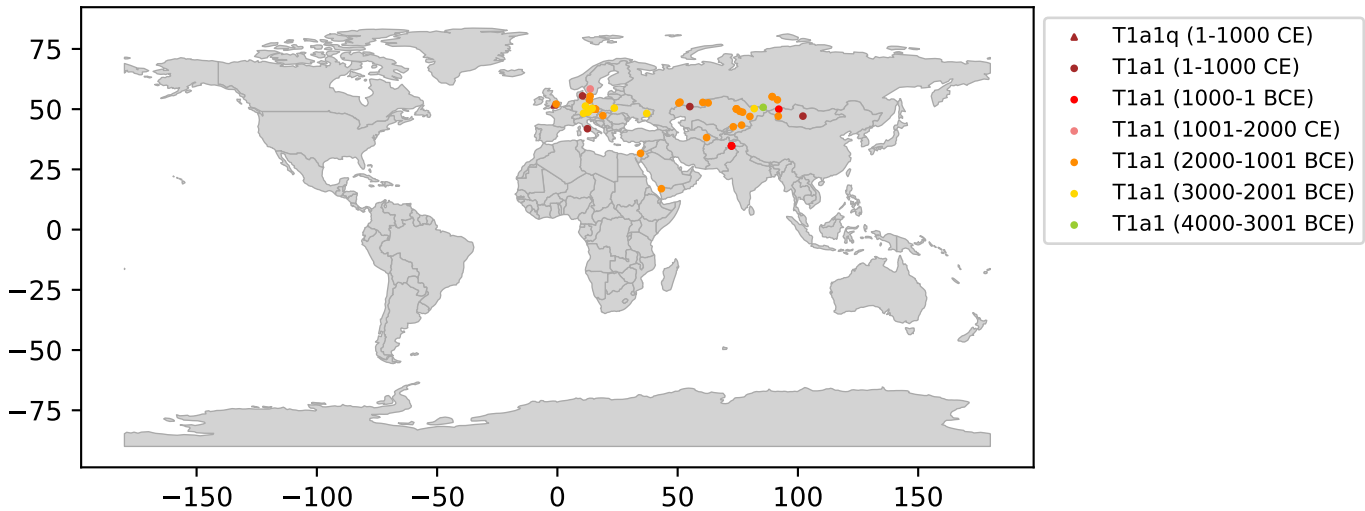 75
50
25
0
−25
−50
−75
−150
−100
−50
0
50
100
150
T1a1q (1-1000 CE)
T1a1 (1-1000 CE)
T1a1 (1000-1 BCE)
T1a1 (1001-2000 CE)
T1a1 (2000-1001 BCE)
T1a1 (3000-2001 BCE)
T1a1 (4000-3001 BCE)